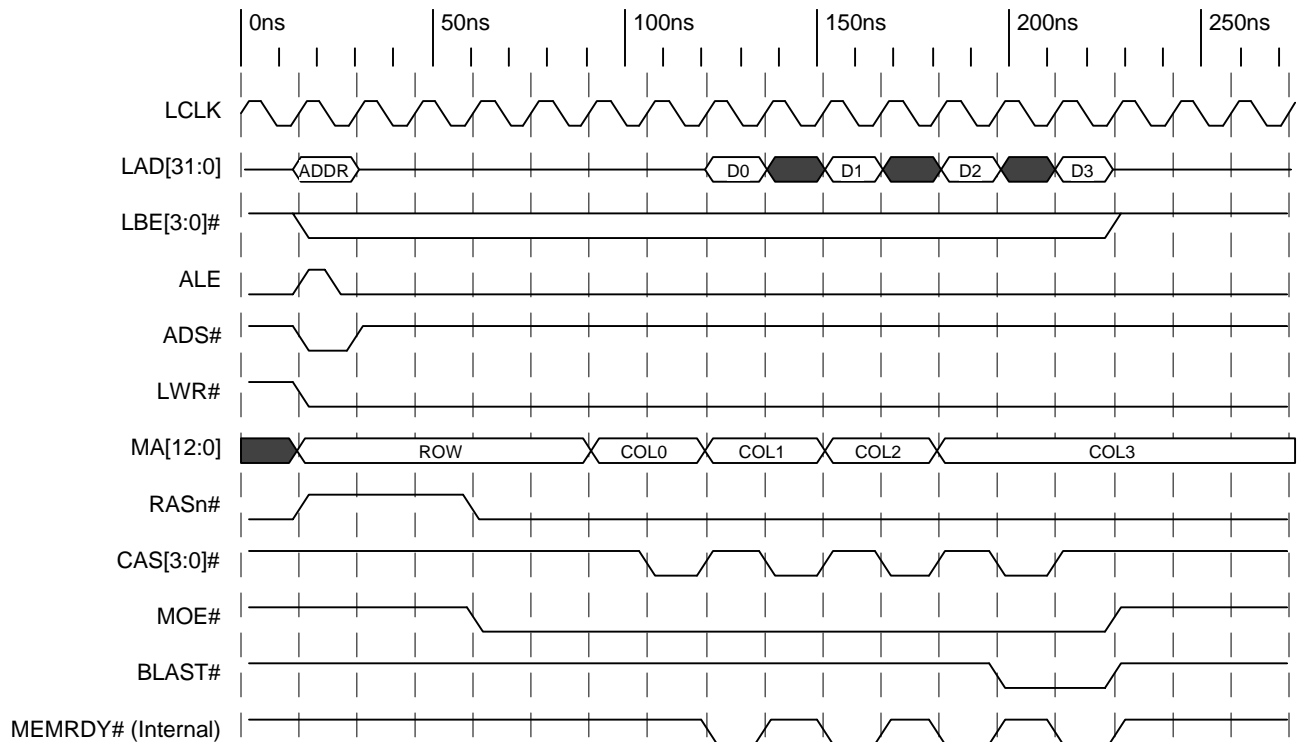 0ns 50ns 100ns 150ns 200ns 250ns
LCLK
LAD[31:0] ADDR D0 D1 D2 D3
LBE[3:0]#
ALE
ADS#
LWR#
MA[12:0] ROW COL0 COL1 COL2 COL3
RASn#
CAS[3:0]#
MOE#
BLAST#
MEMRDY# (Internal)